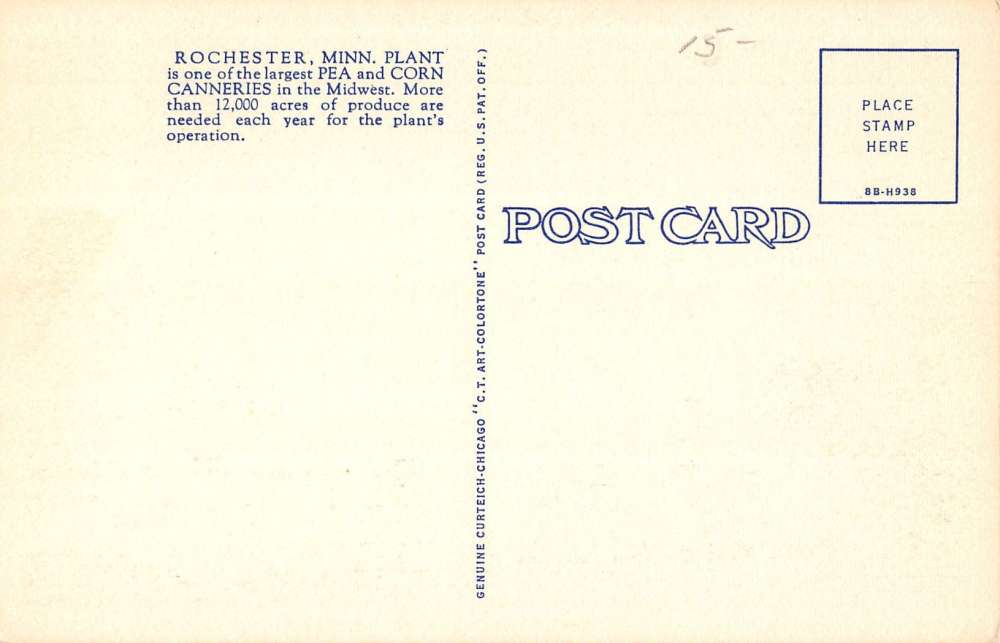 ROCHESTER, MINN. PLANT
is one of the largest PEA and CORN
CANNERIES in the Midwest. More
than 12,000 acres of produce are
needed each year for the plant's
operation.
GENUINE CURTEICH-CHICAGO "C.T. ART-COLORTONE" POST CARD (REG. U.S. PAT. OFF.)
15-
PLACE
STAMP
HERE
8B-H938
POST CARD